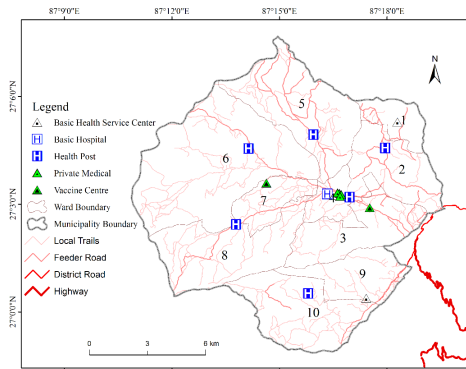 87°9'0"E 87°12'0"E 87°15'0"E 87°18'0"E
N
27°6'0"N
27°3'0"N
27°0'0"N
5
1
2
6
7
3
8
9
10
Legend
Basic Health Service Center
Basic Hospital
Health Post
Private Medical
Vaccine Centre
Ward Boundary
Municipality Boundary
Local Trails
Feeder Road
District Road
Highway
0 3 6 km